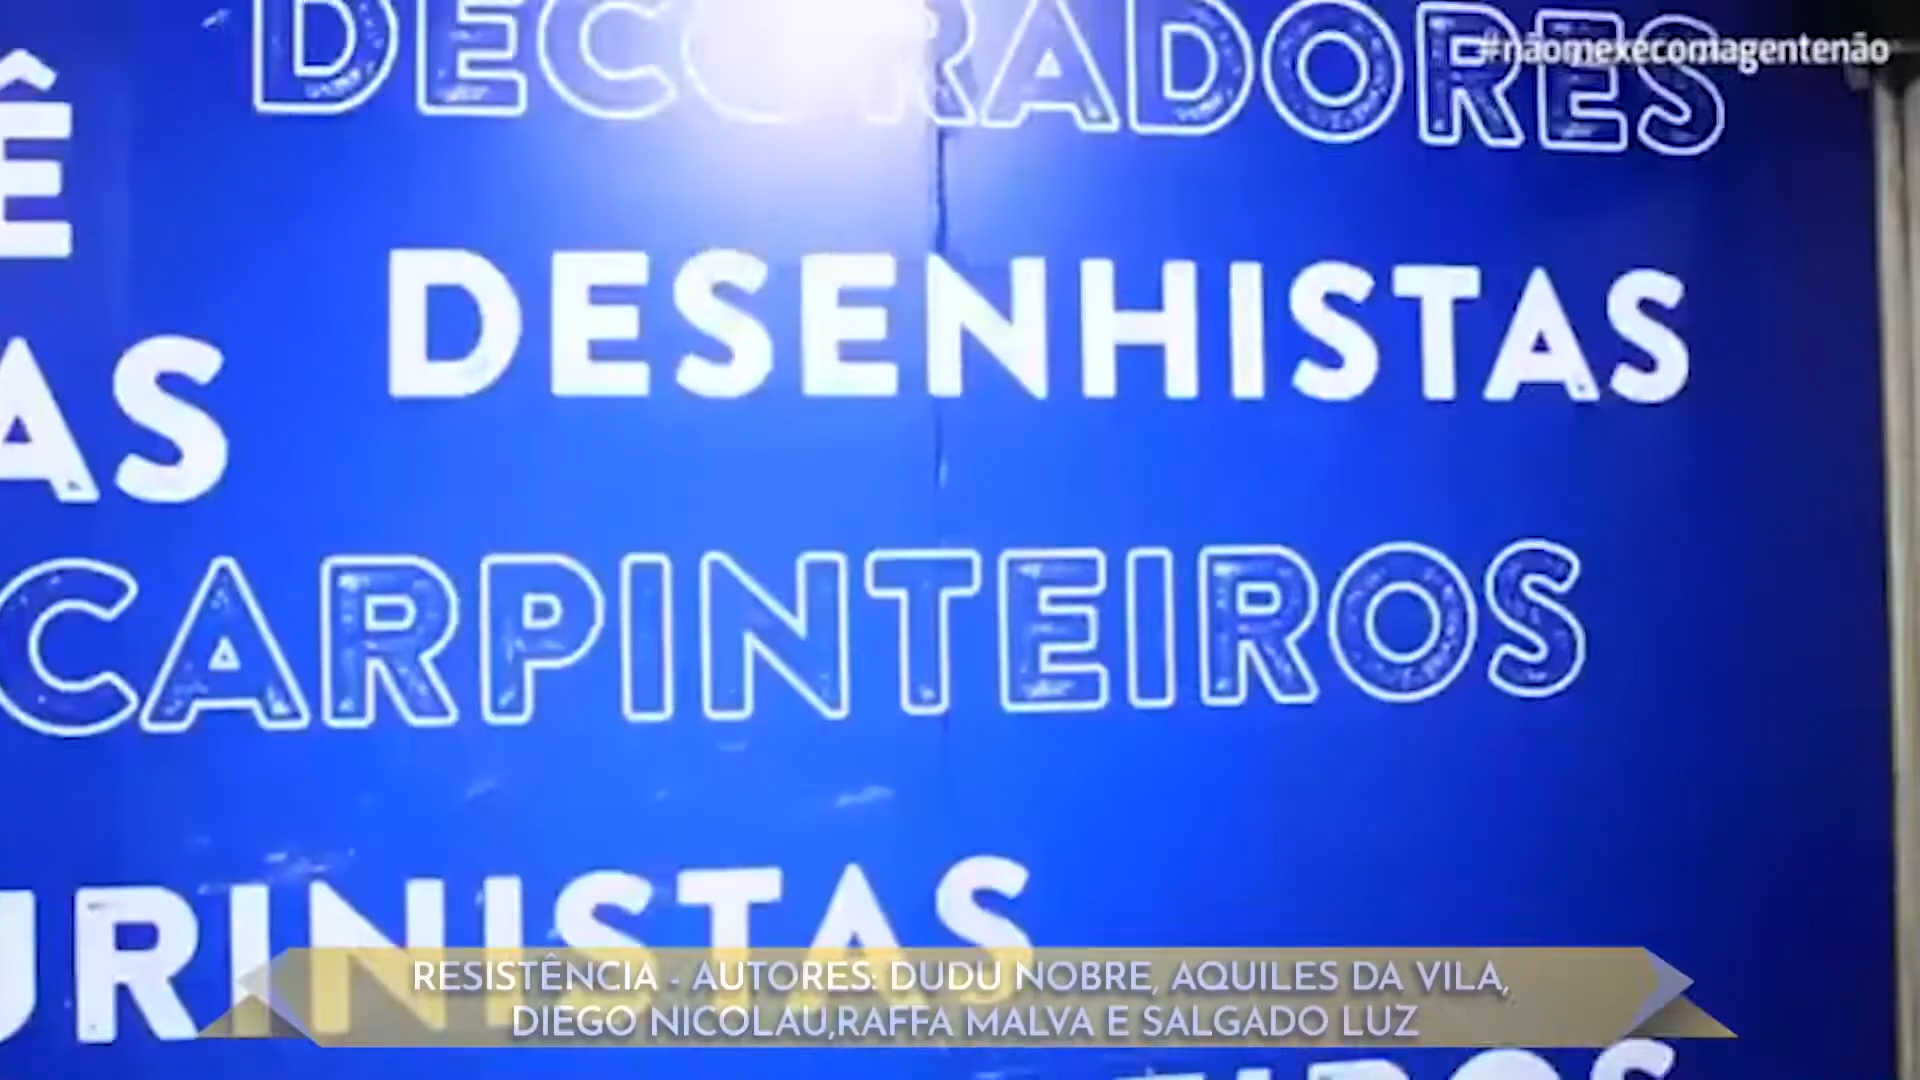 DECORADORES
#nãomexecomagentenão
Ê
DESENHISTAS
AS
CARPINTEIROS
URINISTAS
RESISTÊNCIA - AUTORES: DUDU NOBRE, AQUILES DA VILA,
DIEGO NICOLAU,RAFFA MALVA E SALGADO LUZ